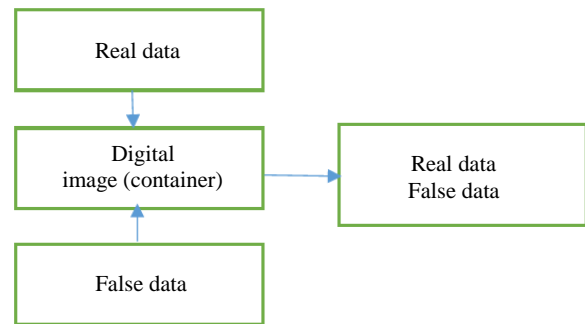 Real data
Digital
image (container)
Real data
False data
False data